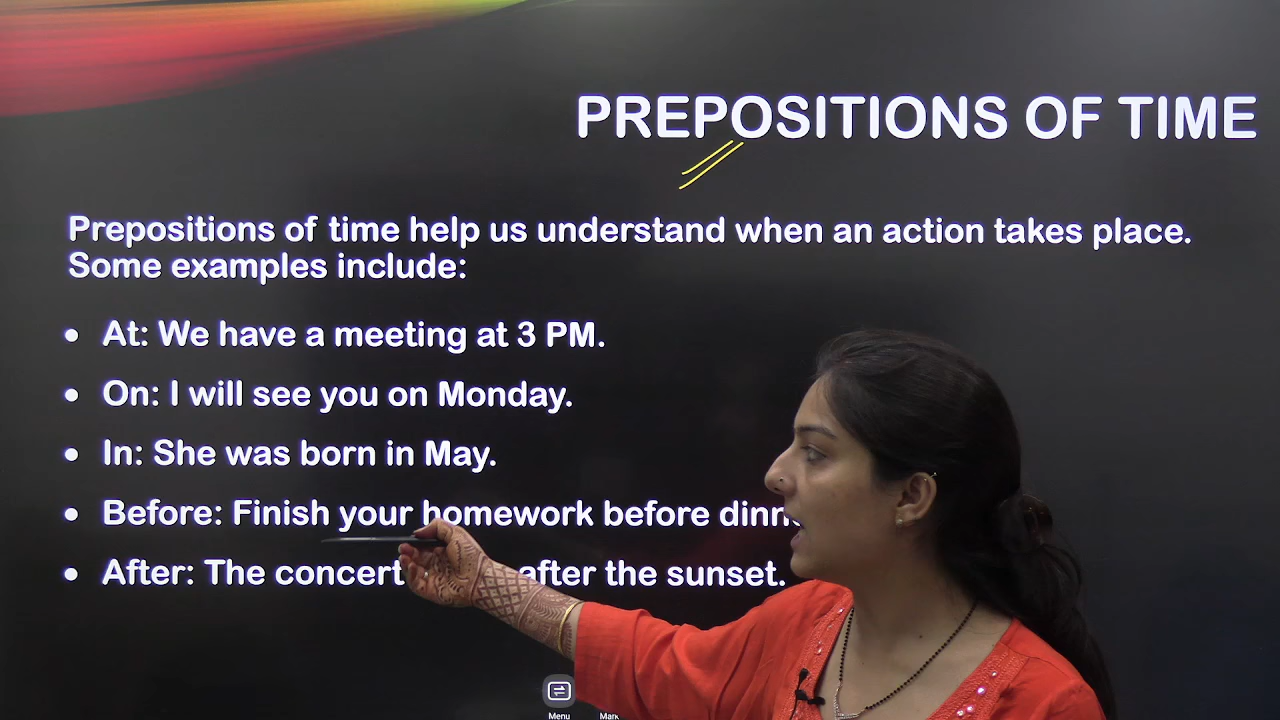 PREPOSITIONS OF TIME
Prepositions of time help us understand when an action takes place.
Some examples include:
• At: We have a meeting at 3 PM.
• On: I will see you on Monday.
• In: She was born in May.
• Before: Finish your homework before
• After: The concert after the sunset.
Menu